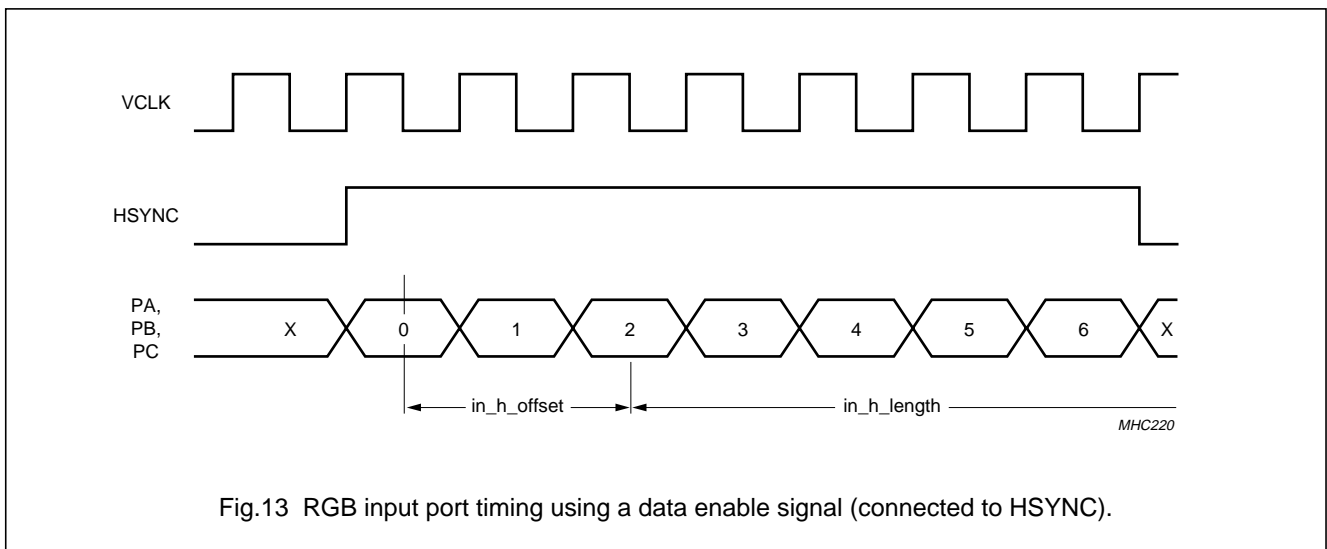 VCLK
HSYNC
PA,
PB,
PC
X 0 1 2 3 4 5 6 X
in_h_offset in_h_length
MHC220
Fig.13 RGB input port timing using a data enable signal (connected to HSYNC).